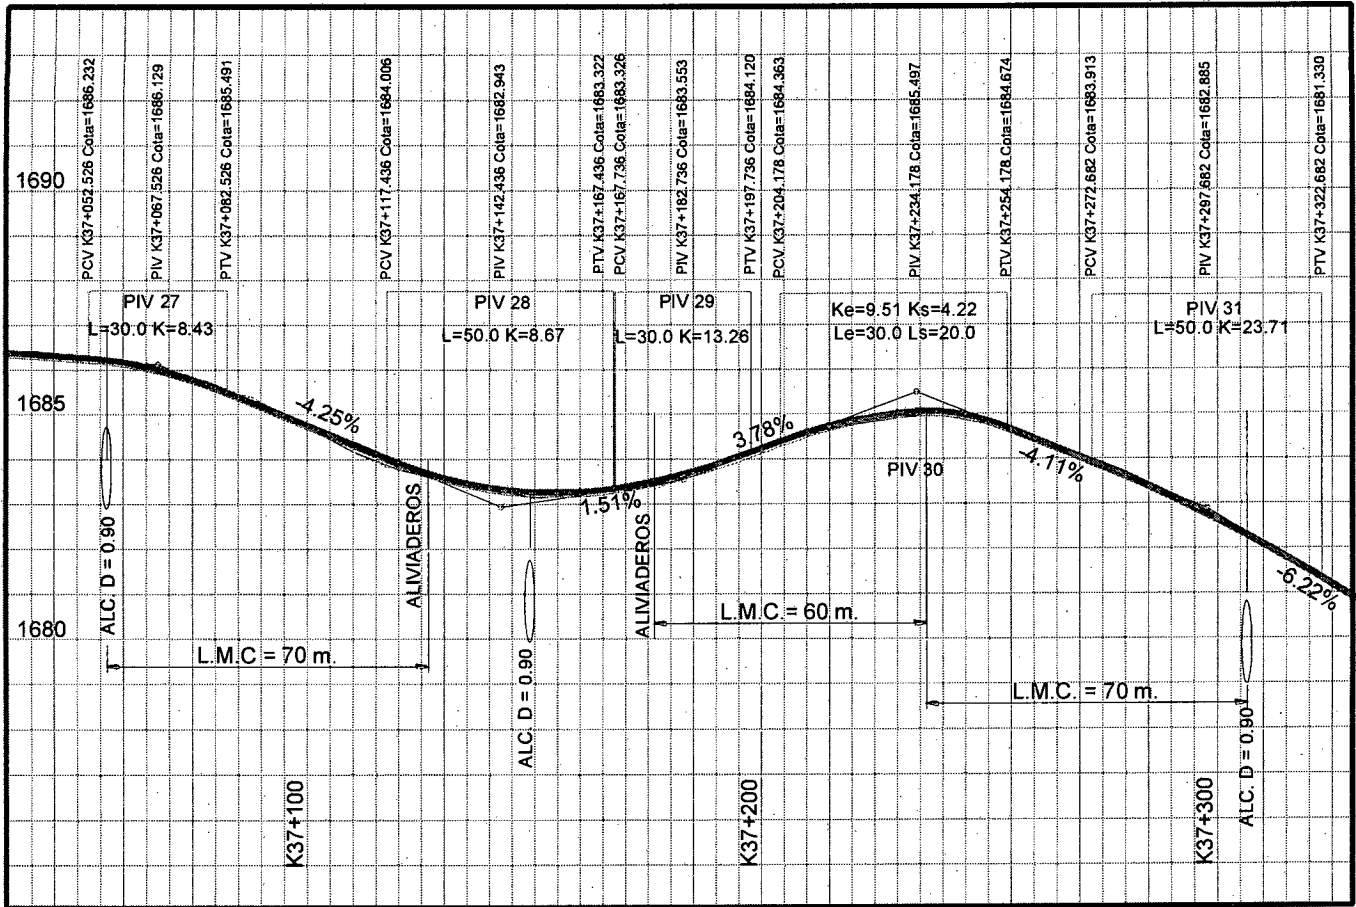 PCV K37+052.526 Cota=1686.232
PIV K37+067.526 Cota=1686.129
PTV K37+082.526 Cota=1685.491
PCV K37+117.436 Cota=1684.006
PIV K37+142.436 Cota=1682.943
PTV K37+167.436 Cota=1683.322
PCV K37+167.736 Cota=1683.326
PIV K37+182.736 Cota=1683.553
PTV K37+197.736 Cota=1684.120
PCV K37+204.178 Cota=1684.363
PIV K37+234.178 Cota=1685.497
PTV K37+254.178 Cota=1684.674
PCV K37+272.682 Cota=1683.913
PIV K37+297.682 Cota=1682.885
PTV K37+322.682 Cota=1681.330
1690
PIV 27
L=30.0 K=8.43
PIV 28
L=50.0 K=8.67
PIV 29
L=30.0 K=13.26
Ke=9.51 Ks=4.22
Le=30.0 Ls=20.0
PIV 31
L=50.0 K=23.71
1685
-4.25%
1.51%
3.78%
PIV 30
-4.11%
-6.22%
ALC. D = 0.90
ALIVIADEROS
ALC. D = 0.90
ALIVIADEROS
ALC. D = 0.90
1680
L.M.C = 70 m.
L.M.C. = 60 m.
L.M.C. = 70 m.
K37+100
K37+200
K37+300